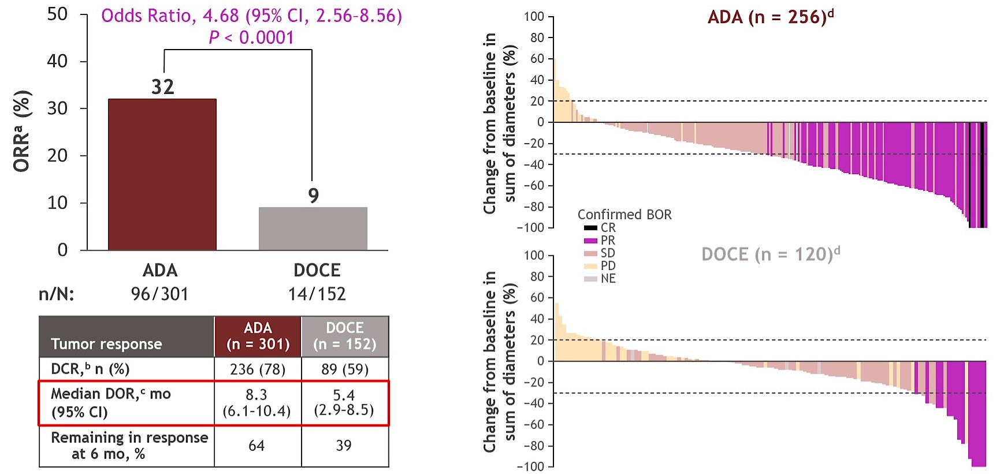 Odds Ratio, 4.68 (95% CI, 2.56-8.56)
P < 0.0001
ORRᵃ (%)
50
40
30
20
10
0
32
9
ADA
DOCE
n/N:
96/301
14/152
Tumor response
ADA
(n = 301)
DOCE
(n = 152)
DCR,ᵇ n (%)
236 (78)
89 (59)
Median DOR,ᶜ mo
(95% CI)
8.3
(6.1-10.4)
5.4
(2.9-8.5)
Remaining in response
at 6 mo, %
64
39
ADA (n = 256)ᵈ
Change from baseline in
sum of diameters (%)
100
80
60
40
20
0
−20
−40
−60
−80
−100
Confirmed BOR
CR
PR
SD
PD
NE
DOCE (n = 120)ᵈ
Change from baseline in
sum of diameters (%)
100
80
60
40
20
0
−20
−40
−60
−80
−100